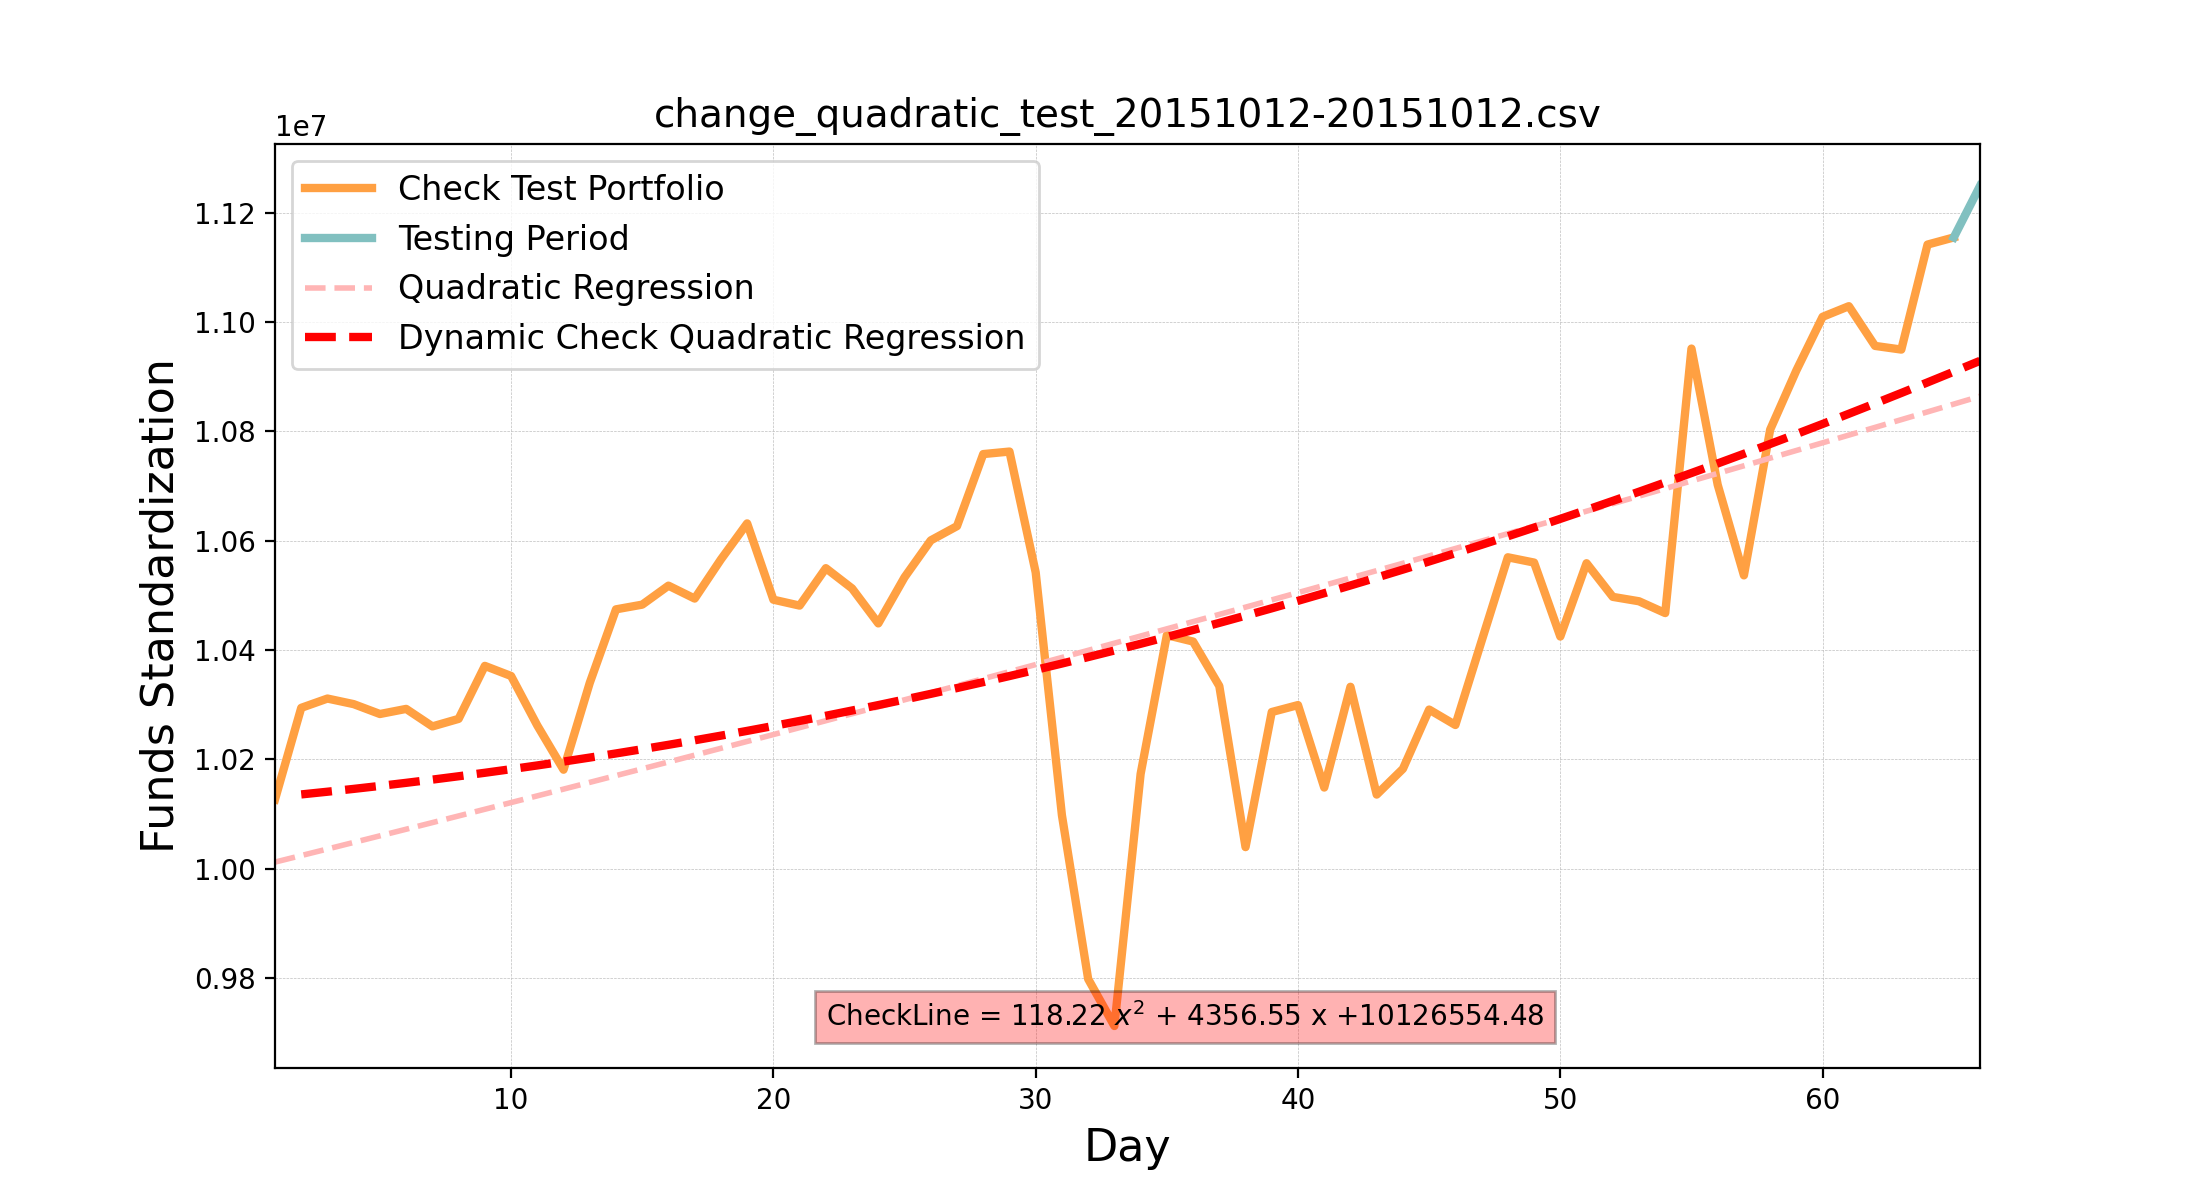 change_quadratic_test_20151012-20151012.csv
1e7
Check Test Portfolio
Testing Period
Quadratic Regression
Dynamic Check Quadratic Regression
1.12
1.10
1.08
1.06
1.04
1.02
1.00
0.98
Funds Standardization
CheckLine = 118.22 x² + 4356.55 x +10126554.48
10 20 30 40 50 60
Day